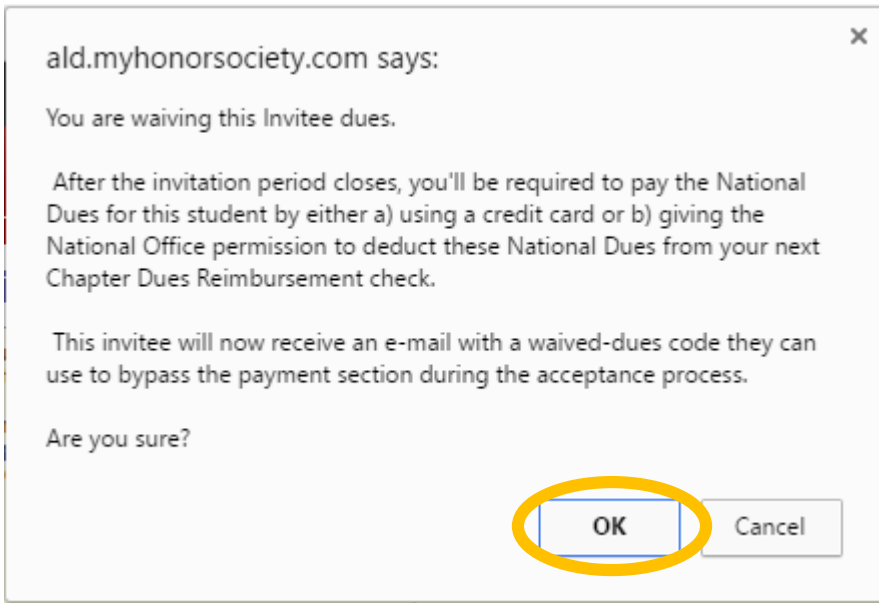 ald.myhonorsociety.com says:
You are waiving this Invitee dues.
After the invitation period closes, you'll be required to pay the National
Dues for this student by either a) using a credit card or b) giving the
National Office permission to deduct these National Dues from your next
Chapter Dues Reimbursement check.
This invitee will now receive an e-mail with a waived-dues code they can
use to bypass the payment section during the acceptance process.
Are you sure?
OK Cancel